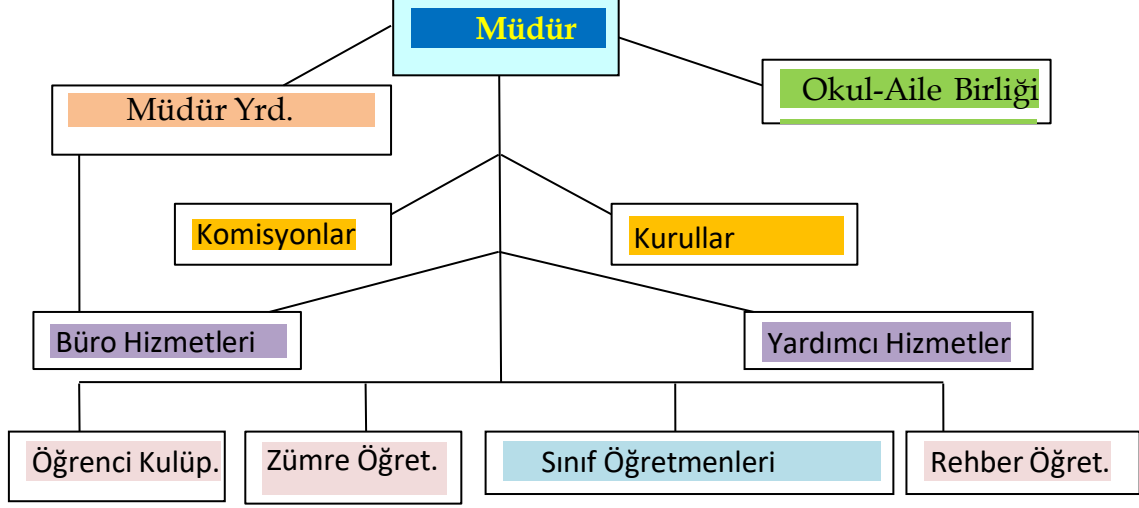 Müdür
Okul-Aile Birliği
Müdür Yrd.
Komisyonlar
Kurullar
Büro Hizmetleri
Yardımcı Hizmetler
Öğrenci Kulüp.
Zümre Öğret.
Sınıf Öğretmenleri
Rehber Öğret.